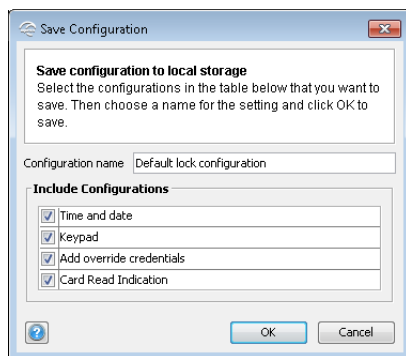 Save Configuration
Save configuration to local storage
Select the configurations in the table below that you want to
save. Then choose a name for the setting and click OK to
save.
Configuration name Default lock configuration
Include Configurations
Time and date
Keypad
Add override credentials
Card Read Indication
?
OK Cancel